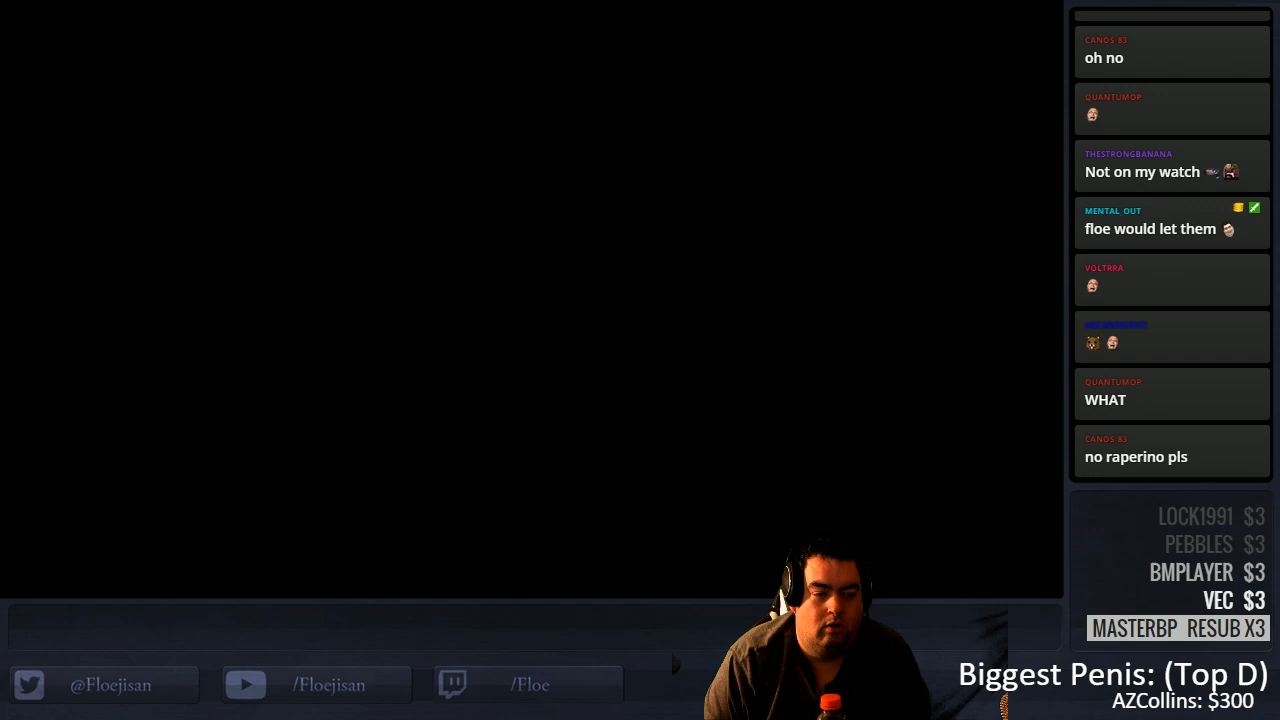 CANOS 83
oh no
QUANTUMOP
THESTRONGBANANA
Not on my watch
MENTAL_OUT
floe would let them
VOLTRRA
QUANTUMOP
WHAT
CANOS 83
no raperino pls
LOCK1991 $3
PEBBLES $3
BMPLAYER $3
VEC $3
MASTERBP RESUB X3
@Floejisan
/Floejisan
/Floe
Biggest Penis: (Top D)
AZCollins: $300